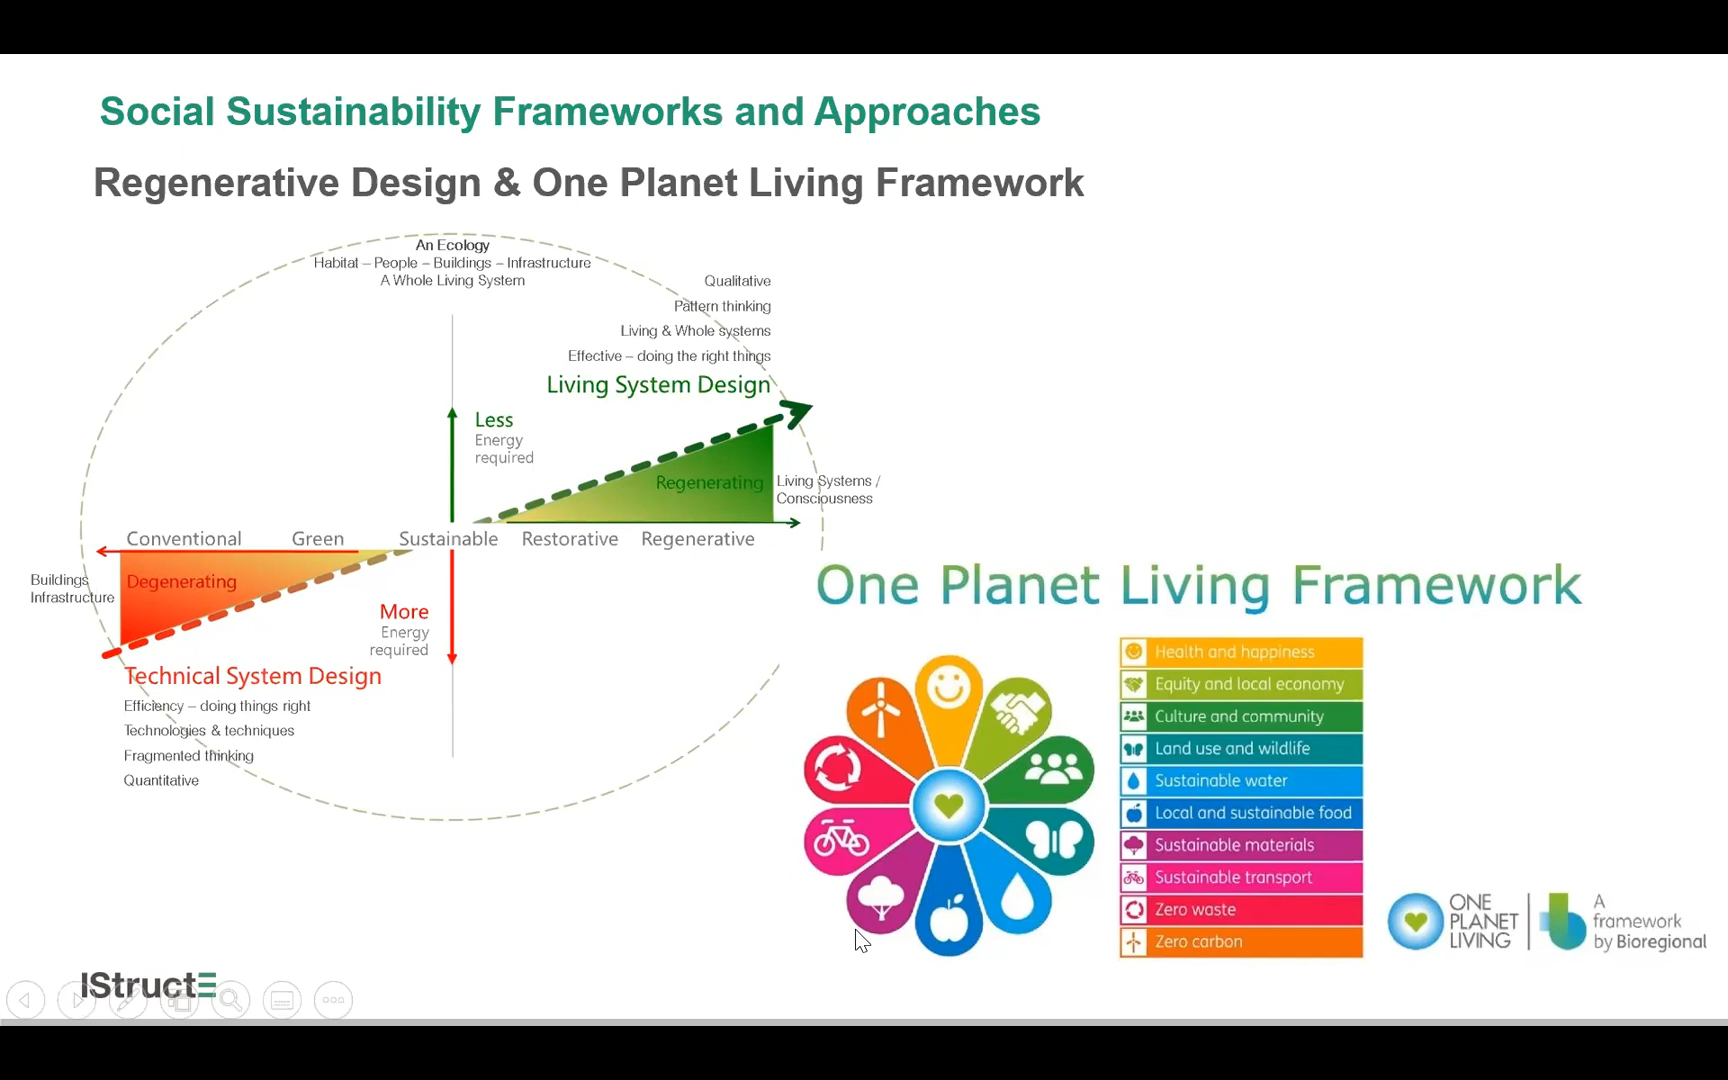 Social Sustainability Frameworks and Approaches
Regenerative Design & One Planet Living Framework
An Ecology
Habitat – People – Buildings – Infrastructure
A Whole Living System
Qualitative
Pattern thinking
Living & Whole systems
Effective – doing the right things
Living System Design
Less
Energy
required
Regenerating
Living Systems /
Consciousness
Conventional
Green
Sustainable
Restorative
Regenerative
Buildings
Infrastructure
Degenerating
More
Energy
required
Technical System Design
Efficiency – doing things right
Technologies & techniques
Fragmented thinking
Quantitative
One Planet Living Framework
Health and happiness
Equity and local economy
Culture and community
Land use and wildlife
Sustainable water
Local and sustainable food
Sustainable materials
Sustainable transport
Zero waste
Zero carbon
ONE
PLANET
LIVING
A
framework
by Bioregional
IStructE